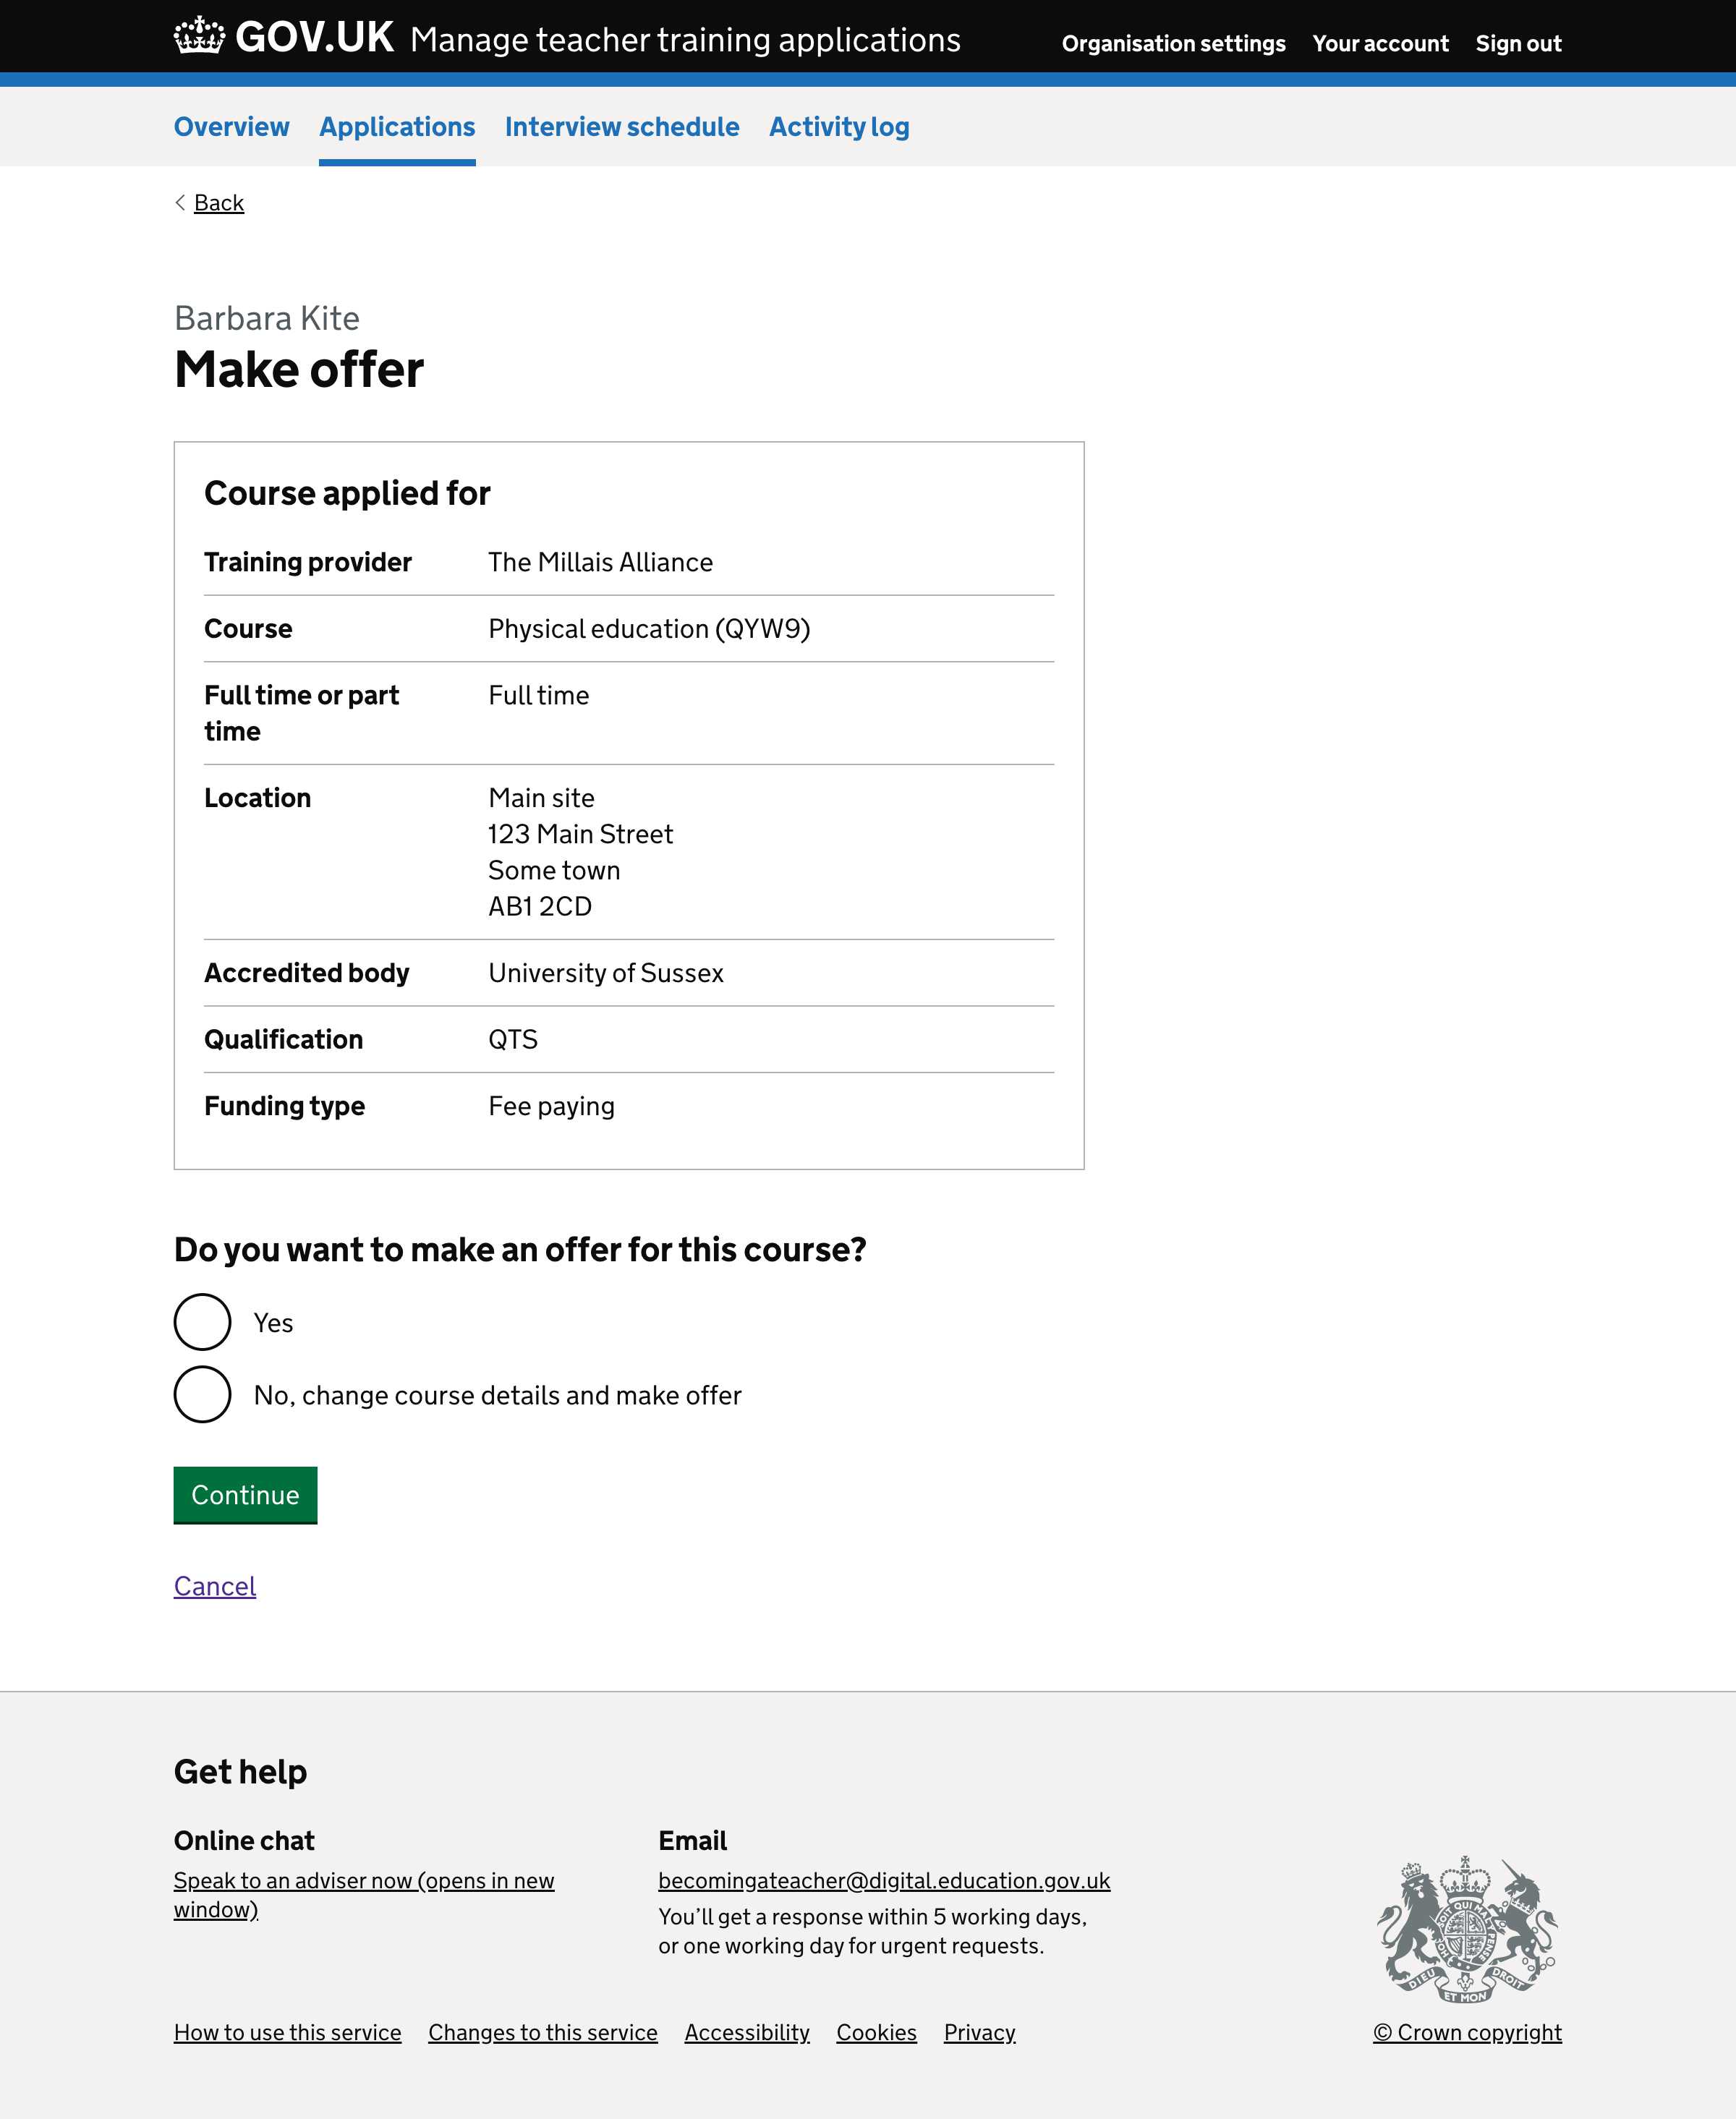 GOV.UK Manage teacher training applications Organisation settings Your account Sign out
Overview Applications Interview schedule Activity log
Back
Barbara Kite
Make offer
Course applied for
Training provider The Millais Alliance
Course Physical education (QYW9)
Full time or part Full time
time
Location Main site
123 Main Street
Some town
AB1 2CD
Accredited body University of Sussex
Qualification QTS
Funding type Fee paying
Do you want to make an offer for this course?
Yes
No, change course details and make offer
Continue
Cancel
Get help
Online chat
Speak to an adviser now (opens in new
window)
Email
becomingateacher@digital.education.gov.uk
You’ll get a response within 5 working days,
or one working day for urgent requests.
DIEU ET MON DROIT
How to use this service Changes to this service Accessibility Cookies Privacy © Crown copyright